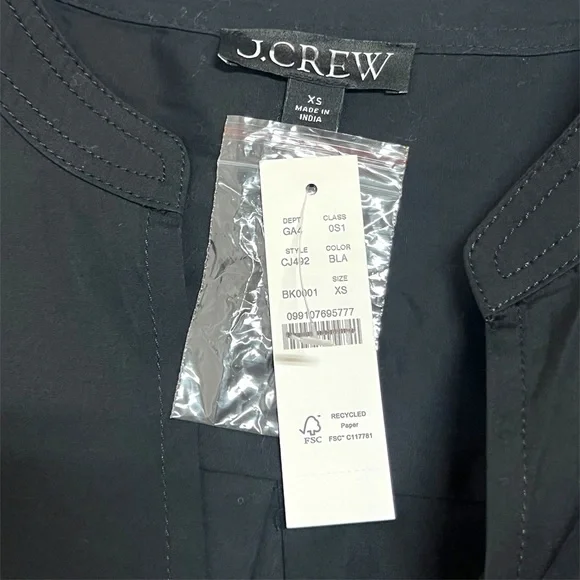 J.CREW
XS
MADE IN
INDIA
DEPT CLASS
GA4 0S1
STYLE COLOR
CJ492 BLA
SIZE
BK0001 XS
099107695777
RECYCLED
Paper
FSC FSC® C117781